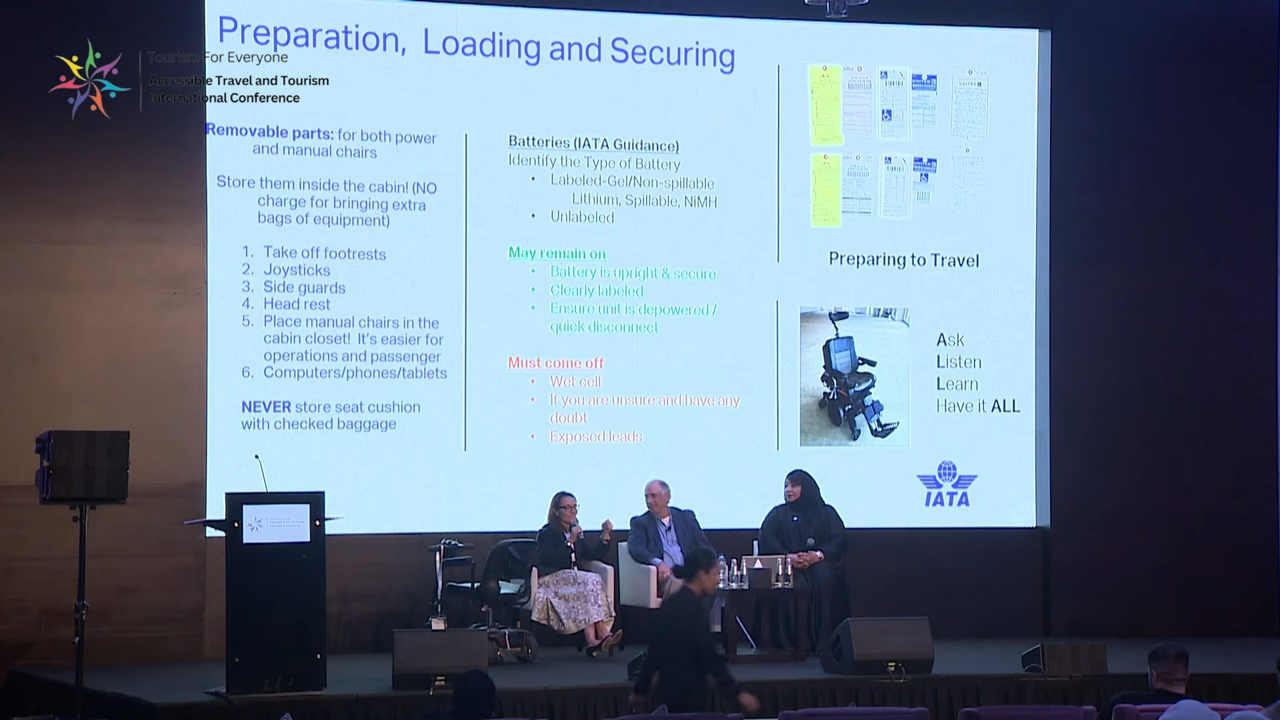 Preparation, Loading and Securing
Tourism For Everyone
Accessible Travel and Tourism
International Conference
Removable parts: for both power
and manual chairs
Store them inside the cabin! (NO
charge for bringing extra
bags of equipment)
1. Take off footrests
2. Joysticks
3. Side guards
4. Head rest
5. Place manual chairs in the
cabin closet! It's easier for
operations and passenger
6. Computers/phones/tablets
NEVER store seat cushion
with checked baggage
Batteries (IATA Guidance)
Identify the Type of Battery
• Labeled-Gel/Non-spillable
Lithium, Spillable, NiMH
• Unlabeled
May remain on
• Battery is upright & secure
• Clearly labeled
• Ensure unit is depowered /
quick disconnect
Must come off
• Wet cell
• If you are unsure and have any
doubt
• Exposed leads
Preparing to Travel
Ask
Listen
Learn
Have it ALL
IATA